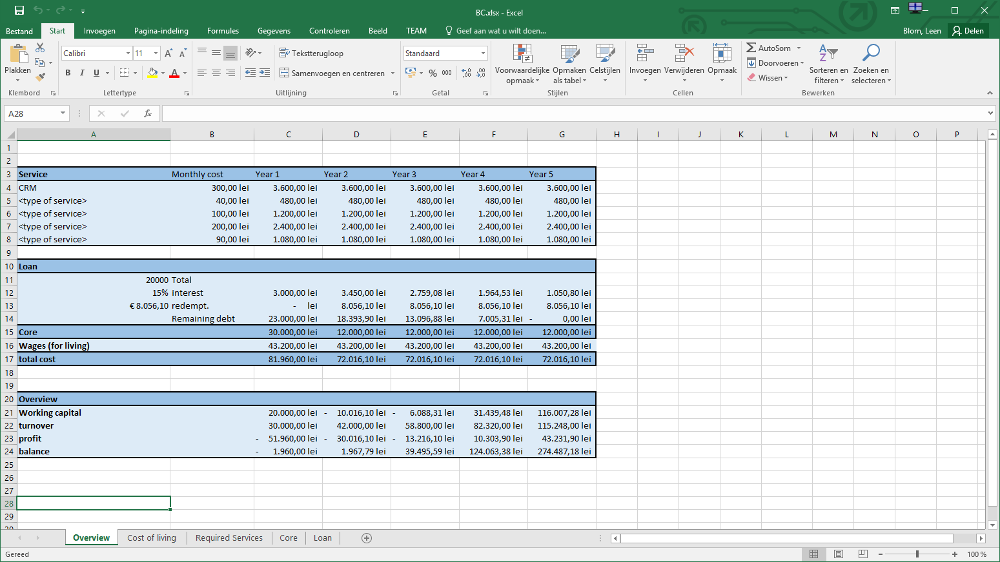 BC.xlsx - Excel
Bestand Start Invoegen Pagina-indeling Formules Gegevens Controleren Beeld TEAM Geef aan wat u wilt doen... Blom, Leen Delen
Plakken
Klembord
Calibri 11
B I U
Lettertype
Tekstterugloop
Samenvoegen en centreren
Uitlijning
Standaard
% 000
Getal
Voorwaardelijke opmaak
Opmaken als tabel
Celstijlen
Stijlen
Invoegen Verwijderen Opmaak
Cellen
AutoSom
Doorvoeren
Wissen
Sorteren en filteren
Zoeken en selecteren
Bewerken
A28 fx
A B C D E F G H I J K L M N O P
1
2
3 Service Monthly cost Year 1 Year 2 Year 3 Year 4 Year 5
4 CRM 300,00 lei 3.600,00 lei 3.600,00 lei 3.600,00 lei 3.600,00 lei 3.600,00 lei
5 <type of service> 40,00 lei 480,00 lei 480,00 lei 480,00 lei 480,00 lei 480,00 lei
6 <type of service> 100,00 lei 1.200,00 lei 1.200,00 lei 1.200,00 lei 1.200,00 lei 1.200,00 lei
7 <type of service> 200,00 lei 2.400,00 lei 2.400,00 lei 2.400,00 lei 2.400,00 lei 2.400,00 lei
8 <type of service> 90,00 lei 1.080,00 lei 1.080,00 lei 1.080,00 lei 1.080,00 lei 1.080,00 lei
9
10 Loan
11 20000 Total
12 15% interest 3.000,00 lei 3.450,00 lei 2.759,08 lei 1.964,53 lei 1.050,80 lei
13 € 8.056,10 redempt. - lei 8.056,10 lei 8.056,10 lei 8.056,10 lei 8.056,10 lei
14 Remaining debt 23.000,00 lei 18.393,90 lei 13.096,88 lei 7.005,31 lei - 0,00 lei
15 Core 30.000,00 lei 12.000,00 lei 12.000,00 lei 12.000,00 lei 12.000,00 lei
16 Wages (for living) 43.200,00 lei 43.200,00 lei 43.200,00 lei 43.200,00 lei 43.200,00 lei
17 total cost 81.960,00 lei 72.016,10 lei 72.016,10 lei 72.016,10 lei 72.016,10 lei
18
19
20 Overview
21 Working capital 20.000,00 lei - 10.016,10 lei - 6.088,31 lei 31.439,48 lei 116.007,28 lei
22 turnover 30.000,00 lei 42.000,00 lei 58.800,00 lei 82.320,00 lei 115.248,00 lei
23 profit - 51.960,00 lei - 30.016,10 lei - 13.216,10 lei 10.303,90 lei 43.231,90 lei
24 balance - 1.960,00 lei 1.967,79 lei 39.495,59 lei 124.063,38 lei 274.487,18 lei
25
26
27
28
29
30
Overview Cost of living Required Services Core Loan
Gereed 100 %